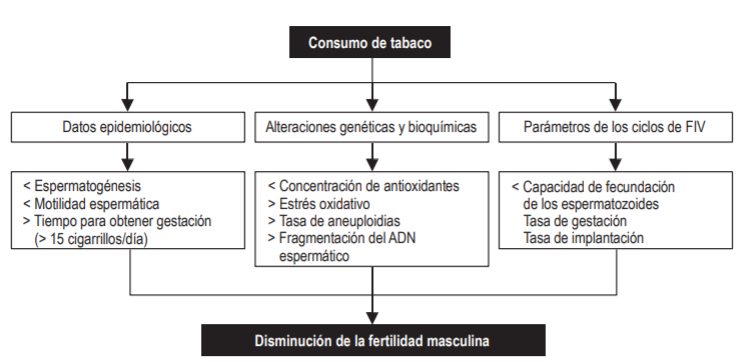 Consumo de tabaco
Datos epidemiológicos
Alteraciones genéticas y bioquímicas
Parámetros de los ciclos de FIV
< Espermatogénesis
< Motilidad espermática
> Tiempo para obtener gestación
(> 15 cigarrillos/día)
< Concentración de antioxidantes
> Estrés oxidativo
> Tasa de aneuploidias
> Fragmentación del ADN
espermático
< Capacidad de fecundación
de los espermatozoides
Tasa de gestación
Tasa de implantación
Disminución de la fertilidad masculina